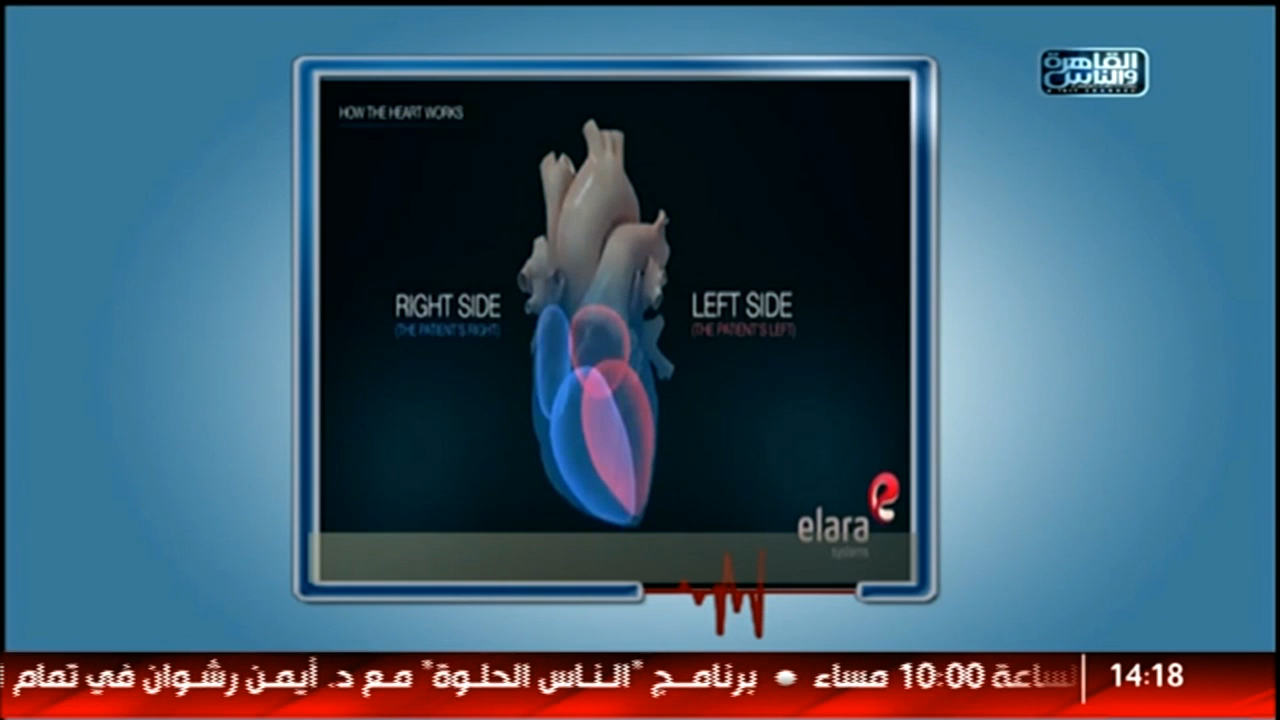 القاهرة
والناس
HOW THE HEART WORKS
RIGHT SIDE
(THE PATIENT'S RIGHT)
LEFT SIDE
(THE PATIENT'S LEFT)
elara
systems
14:18
لساعة 10:00 مساء • برنامج "الناس الحلوة" مع د. أيمن رشوان في تمام